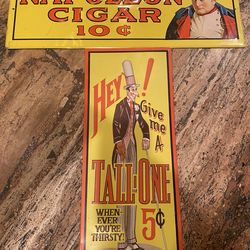 NAPOLEON
CIGAR
10¢
HEY!
Give
me
A
TALL-ONE
WHEN-
EVER
YOU'RE
THIRSTY!
5¢